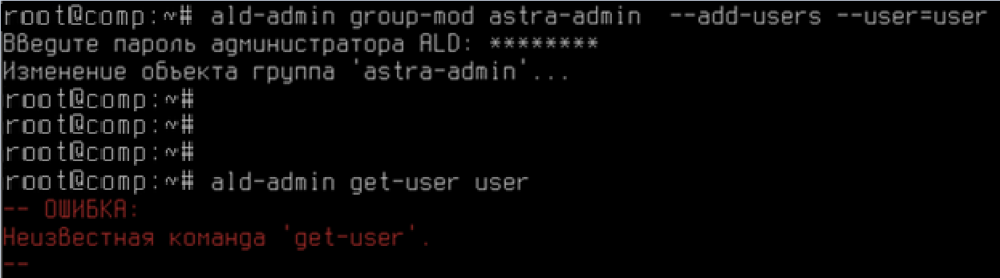 root@comp:~# ald-admin group-mod astra-admin --add-users --user=user
Введите пароль администратора ALD: ********
Изменение объекта группа 'astra-admin'...
root@comp:~#
root@comp:~#
root@comp:~#
root@comp:~# ald-admin get-user user
-- ОШИБКА:
Неизвестная команда 'get-user'.
--